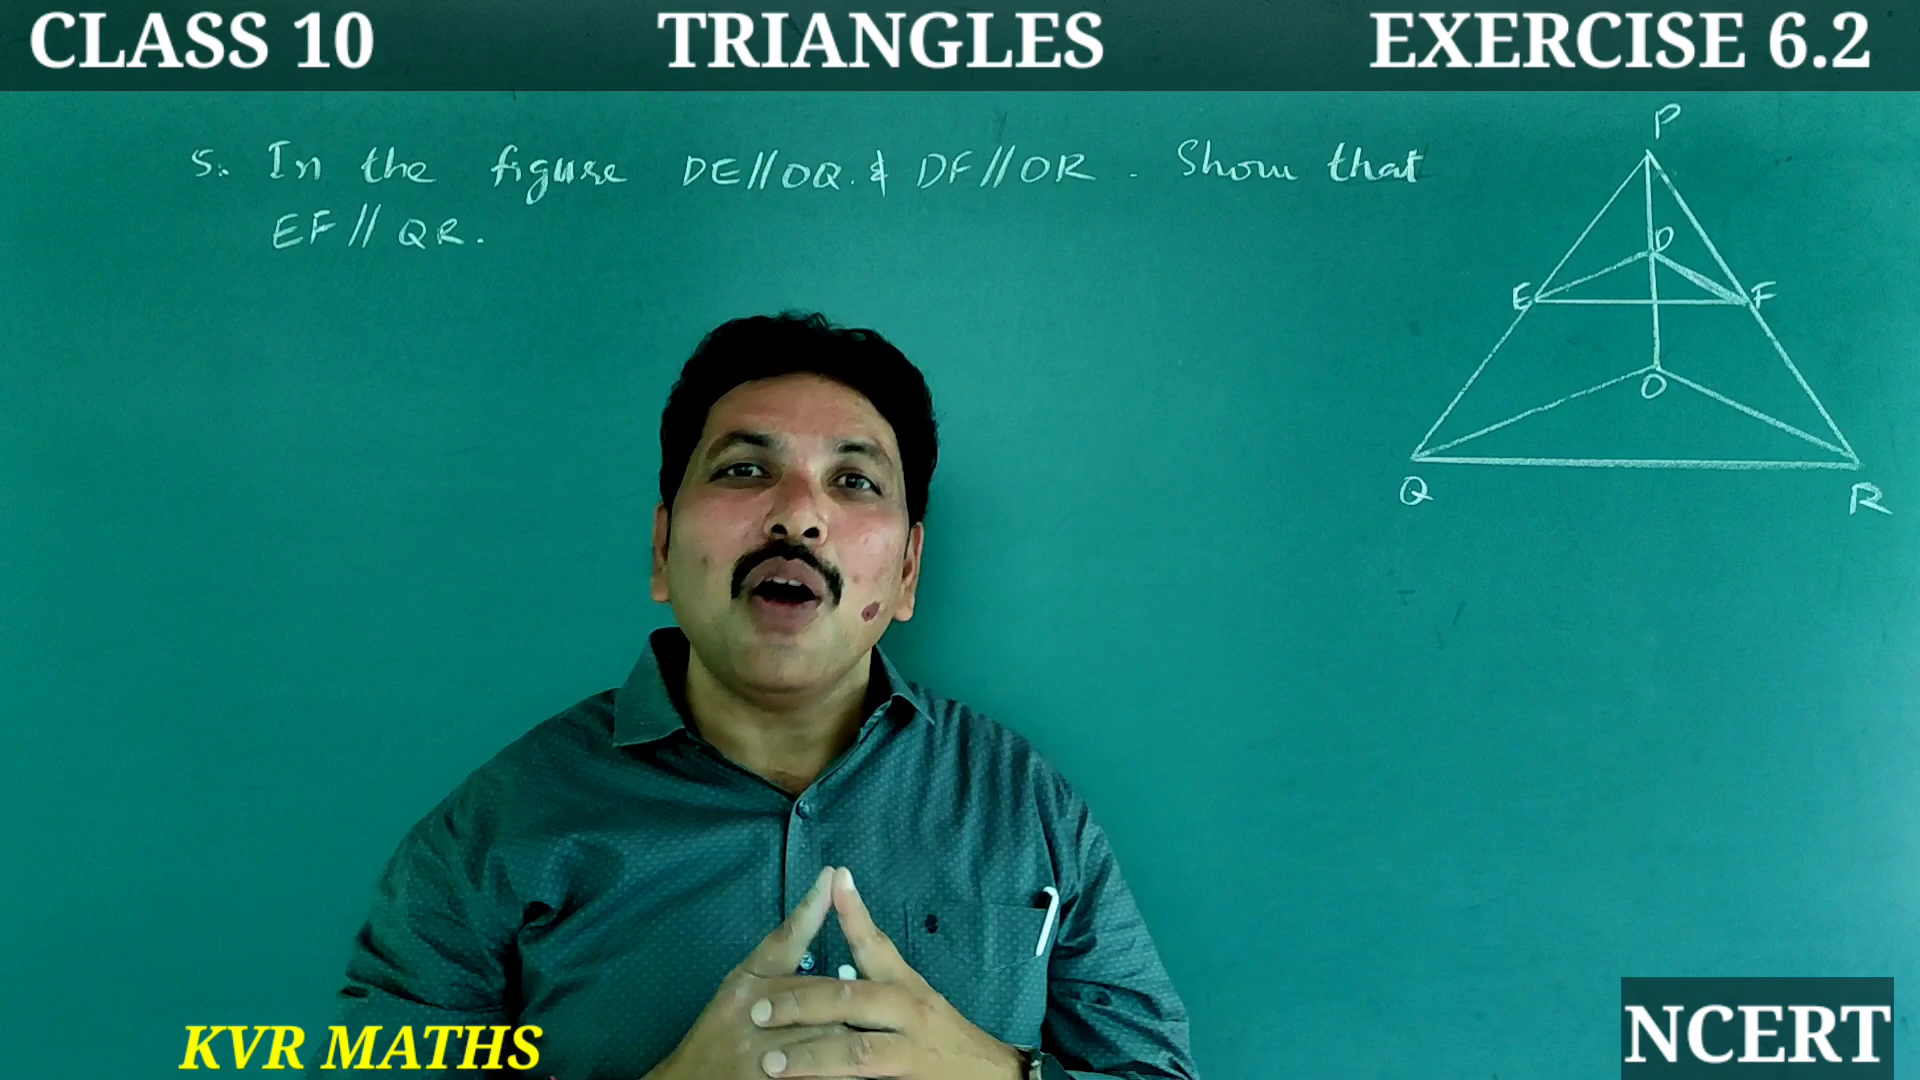 CLASS 10 TRIANGLES EXERCISE 6.2
5. In the figure DE//OQ. & DF//OR. Show that
EF // QR.
P
D
E F
O
Q R
KVR MATHS
NCERT